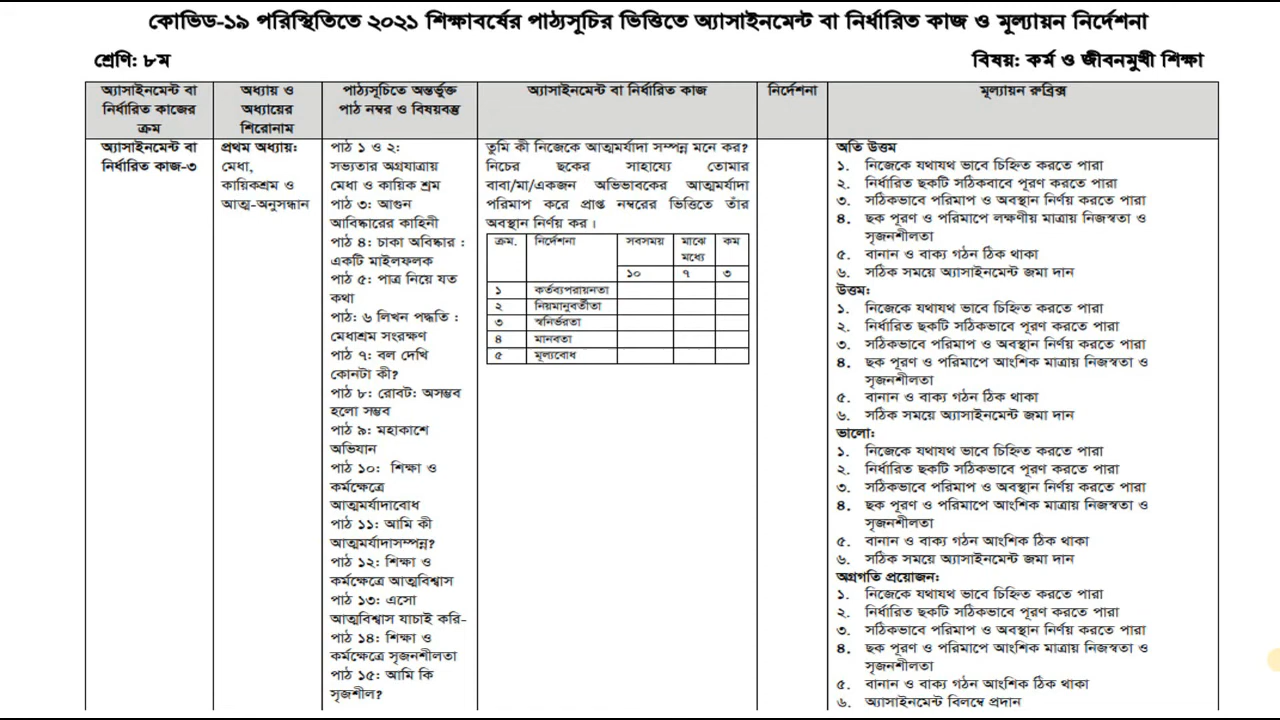 কোভিড-১৯ পরিস্থিতিতে ২০২১ শিক্ষাবর্ষের পাঠ্যসূচির ভিত্তিতে অ্যাসাইনমেন্ট বা নির্ধারিত কাজ ও মূল্যায়ন নির্দেশনা
শ্রেণি: ৮ম
বিষয়: কর্ম ও জীবনমুখী শিক্ষা
অ্যাসাইনমেন্ট বা
নির্ধারিত কাজের
ক্রম
অধ্যায় ও
অধ্যায়ের
শিরোনাম
পাঠ্যসূচিতে অন্তর্ভুক্ত
পাঠ নম্বর ও বিষয়বস্তু
অ্যাসাইনমেন্ট বা নির্ধারিত কাজ
নির্দেশনা
মূল্যায়ন রুব্রিক্স
অ্যাসাইনমেন্ট বা
নির্ধারিত কাজ-৩
প্রথম অধ্যায়:
মেধা,
কায়িকশ্রম ও
আত্ম-অনুসন্ধান
পাঠ ১ ও ২:
সভ্যতার অগ্রযাত্রায়
মেধা ও কায়িক শ্রম
পাঠ ৩: আগুন
আবিষ্কারের কাহিনী
পাঠ ৪: চাকা অবিষ্কার :
একটি মাইলফলক
পাঠ ৫: পাত্র নিয়ে যত
কথা
পাঠ: ৬ লিখন পদ্ধতি :
মেধাশ্রম সংরক্ষণ
পাঠ ৭: বল দেখি
কোনটা কী?
পাঠ ৮: রোবট: অসম্ভব
হলো সম্ভব
পাঠ ৯: মহাকাশে
অভিযান
পাঠ ১০: শিক্ষা ও
কর্মক্ষেত্রে
আত্মমর্যাদাবোধ
পাঠ ১১: আমি কী
আত্মমর্যাদাসম্পন্ন?
পাঠ ১২: শিক্ষা ও
কর্মক্ষেত্রে আত্মবিশ্বাস
পাঠ ১৩: এসো
আত্মবিশ্বাস যাচাই করি-
পাঠ ১৪: শিক্ষা ও
কর্মক্ষেত্রে সৃজনশীলতা
পাঠ ১৫: আমি কি
সৃজশীল?
তুমি কী নিজেকে আত্মমর্যাদা সম্পন্ন মনে কর?
নিচের ছকের সাহায্যে তোমার
বাবা/মা/একজন অভিভাবকের আত্মমর্যাদা
পরিমাপ করে প্রাপ্ত নম্বরের ভিত্তিতে তাঁর
অবস্থান নির্ণয় কর ।
ক্রম. নির্দেশনা সবসময় মাঝে মধ্যে কম
১০ ৭ ৩
১ কর্তব্যপরায়নতা
২ নিয়মানুবর্তীতা
৩ স্বনির্ভরতা
৪ মানবতা
৫ মূল্যবোধ
অতি উত্তম
১. নিজেকে যথাযথ ভাবে চিহ্নিত করতে পারা
২. নির্ধারিত ছকটি সঠিকবাবে পূরণ করতে পারা
৩. সঠিকভাবে পরিমাপ ও অবস্থান নির্ণয় করতে পারা
৪. ছক পূরণ ও পরিমাপে লক্ষণীয় মাত্রায় নিজস্বতা ও
সৃজনশীলতা
৫. বানান ও বাক্য গঠন ঠিক থাকা
৬. সঠিক সময়ে অ্যাসাইনমেন্ট জমা দান
উত্তম:
১. নিজেকে যথাযথ ভাবে চিহ্নিত করতে পারা
২. নির্ধারিত ছকটি সঠিকভাবে পূরণ করতে পারা
৩. সঠিকভাবে পরিমাপ ও অবস্থান নির্ণয় করতে পারা
৪. ছক পূরণ ও পরিমাপে আংশিক মাত্রায় নিজস্বতা ও
সৃজনশীলতা
৫. বানান ও বাক্য গঠন ঠিক থাকা
৬. সঠিক সময়ে অ্যাসাইনমেন্ট জমা দান
ভালো:
১. নিজেকে যথাযথ ভাবে চিহ্নিত করতে পারা
২. নির্ধারিত ছকটি সঠিকভাবে পূরণ করতে পারা
৩. সঠিকভাবে পরিমাপ ও অবস্থান নির্ণয় করতে পারা
৪. ছক পূরণ ও পরিমাপে আংশিক মাত্রায় নিজস্বতা ও
সৃজনশীলতা
৫. বানান ও বাক্য গঠন আংশিক ঠিক থাকা
৬. সঠিক সময়ে অ্যাসাইনমেন্ট জমা দান
অগ্রগতি প্রয়োজন:
১. নিজেকে যথাযথ ভাবে চিহ্নিত করতে পারা
২. নির্ধারিত ছকটি সঠিকভাবে পূরণ করতে পারা
৩. সঠিকভাবে পরিমাপ ও অবস্থান নির্ণয় করতে পারা
৪. ছক পূরণ ও পরিমাপে আংশিক মাত্রায় নিজস্বতা ও
সৃজনশীলতা
৫. বানান ও বাক্য গঠন আংশিক ঠিক থাকা
৬. অ্যাসাইনমেন্ট বিলম্বে প্রদান